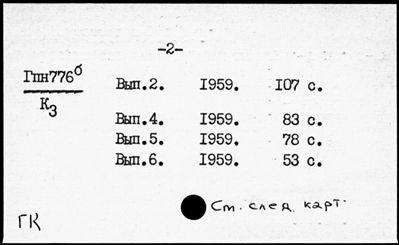 -2-
Гпн776б
К3
Вып.2. 1959. 107 с.
Вып.4. 1959. 83 с.
Вып.5. 1959. 78 с.
Вып.6. 1959. 53 с.
См. след. карт.
ГК